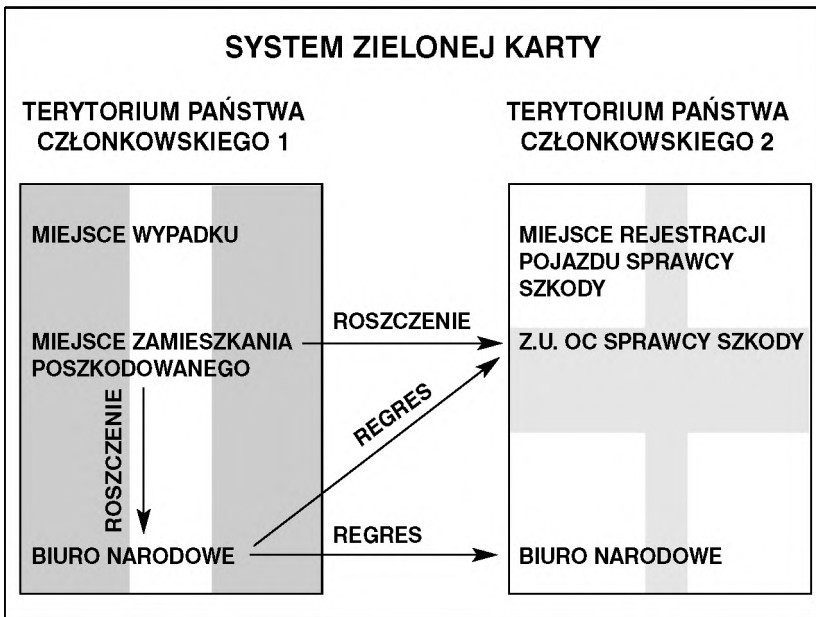 SYSTEM ZIELONEJ KARTY
TERYTORIUM PAŃSTWA
CZŁONKOWSKIEGO 1
TERYTORIUM PAŃSTWA
CZŁONKOWSKIEGO 2
MIEJSCE WYPADKU
MIEJSCE REJESTRACJI
POJAZDU SPRAWCY
SZKODY
MIEJSCE ZAMIESZKANIA
POSZKODOWANEGO
ROSZCZENIE
Z.U. OC SPRAWCY SZKODY
ROSZCZENIE
REGRES
BIURO NARODOWE
REGRES
BIURO NARODOWE